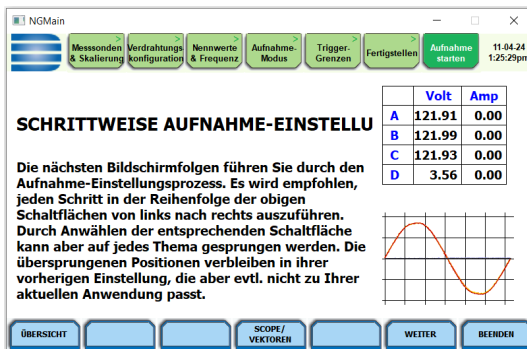 NGMain
Messsonden
& Skalierung
>
Verdrahtungs
konfiguration
>
Nennwerte
& Frequenz
>
Aufnahme-
Modus
>
Trigger-
Grenzen
>
Fertigstellen
>
Aufnahme
starten
>
11-04-24
1:25:29pm
SCHRITTWEISE AUFNAHME-EINSTELLU
Die nächsten Bildschirmfolgen führen Sie durch den
Aufnahme-Einstellungsprozess. Es wird empfohlen,
jeden Schritt in der Reihenfolge der obigen
Schaltflächen von links nach rechts auszuführen.
Durch Anwählen der entsprechenden Schaltfläche
kann aber auf jedes Thema gesprungen werden. Die
übersprungenen Positionen verbleiben in ihrer
vorherigen Einstellung, die aber evtl. nicht zu Ihrer
aktuellen Anwendung passt.
Volt Amp
A 121.91 0.00
B 121.99 0.00
C 121.93 0.00
D 3.56 0.00
ÜBERSICHT
SCOPE/
VEKTOREN
WEITER
BEENDEN